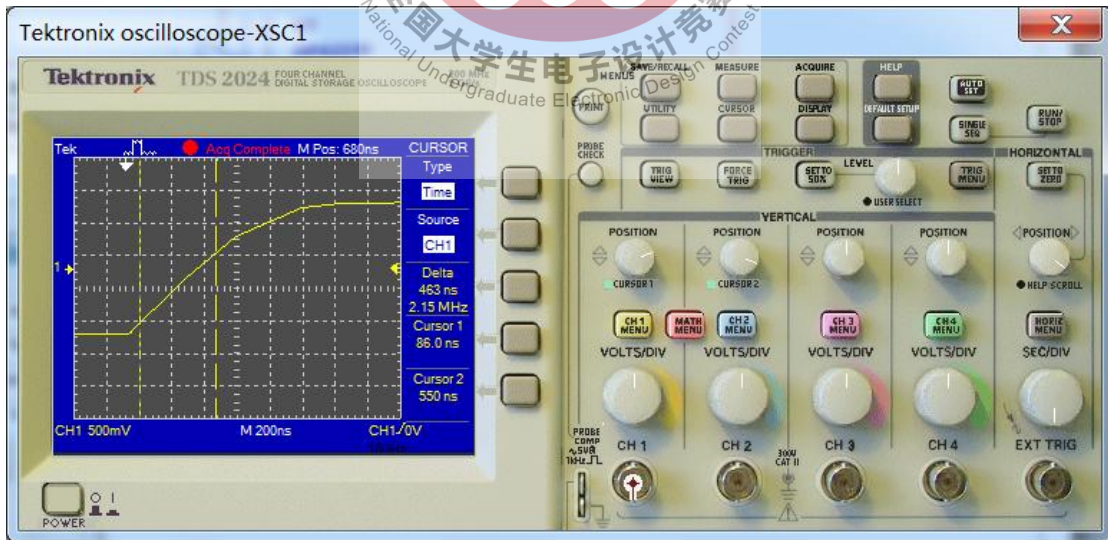 Tektronix oscilloscope-XSC1
X
全国大学生电子设计竞赛
National Undergraduate Electronic Design Contest
Tektronix TDS 2024 FOUR CHANNEL
DIGITAL STORAGE OSCILLOSCOPE
Tek Acq Complete M Pos: 680ns CURSOR
Type
Time
Source
CH1
Delta
463 ns
2.15 MHz
Cursor 1
86.0 ns
Cursor 2
550 ns
1
CH1 500mV M 200ns CH1/0V
POWER
O I
MENUS
SAVE/RECALL MEASURE ACQUIRE HELP
AUTO SET
PRINT UTILITY CURSOR DISPLAY DEFAULT SETUP
SINGLE SEQ
RUN/STOP
PROBE CHECK
TRIGGER
HORIZONTAL
TRIG VIEW
FORCE TRIG
SET TO 50%
LEVEL
TRIG MENU
SET TO ZERO
USER SELECT
VERTICAL
POSITION POSITION POSITION POSITION POSITION
CURSOR 1 CURSOR 2 HELP SCROLL
CH 1 MENU
MATH MENU
CH 2 MENU
CH 3 MENU
CH 4 MENU
HORIZ MENU
VOLTS/DIV VOLTS/DIV VOLTS/DIV VOLTS/DIV SEC/DIV
PROBE COMP
~5V@
1kHz
CH 1 CH 2 CH 3 CH 4 EXT TRIG
300V
CAT II